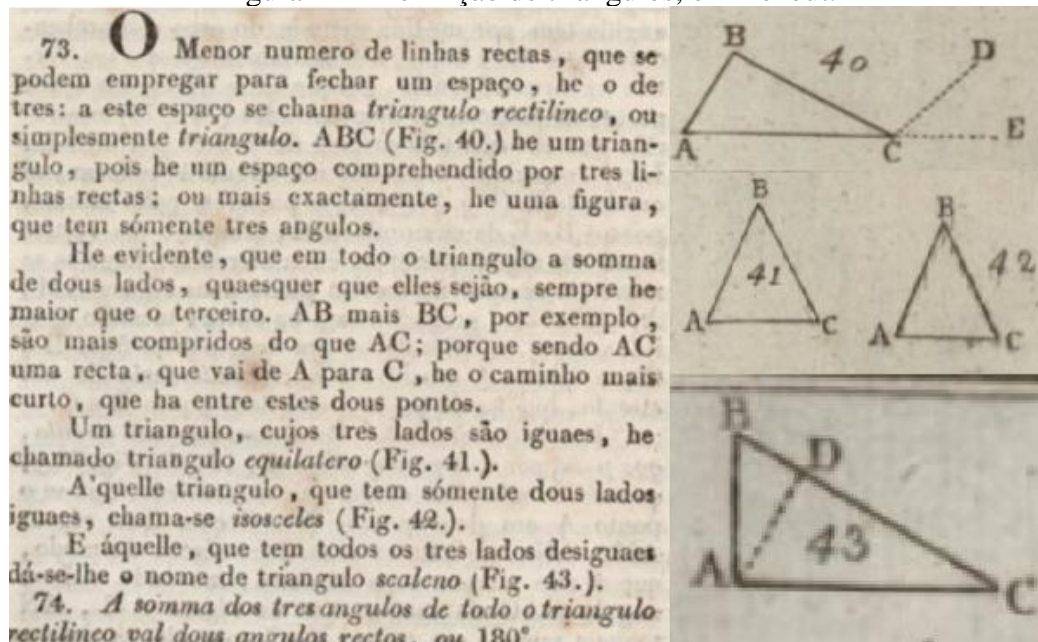 73. O Menor numero de linhas rectas, que se
podem empregar para fechar um espaço, he o de
tres: a este espaço se chama triangulo rectilineo, ou
simplesmente triangulo. ABC (Fig. 40.) he um trian-
gulo, pois he um espaço comprehendido por tres li-
nhas rectas; ou mais exactamente, he uma figura,
que tem sómente tres angulos.
He evidente, que em todo o triangulo a somma
de dous lados, quaesquer que elles sejão, sempre he
maior que o terceiro. AB mais BC, por exemplo,
são mais compridos do que AC; porque sendo AC
uma recta, que vai de A para C, he o caminho mais
curto, que ha entre estes dous pontos.
Um triangulo, cujos tres lados são iguaes, he
chamado triangulo equilatero (Fig. 41.).
A'quelle triangulo, que tem sómente dous lados
iguaes, chama-se isosceles (Fig. 42.).
E áquelle, que tem todos os tres lados desiguaes
dá-se-lhe o nome de triangulo scaleno (Fig. 43.).
74. A somma dos tres angulos de todo o triangulo
rectilineo val dous angulos rectos, ou 180°
B
40
D
A
C
E
B
41
A
C
B
42
A
C
B
D
43
A
C